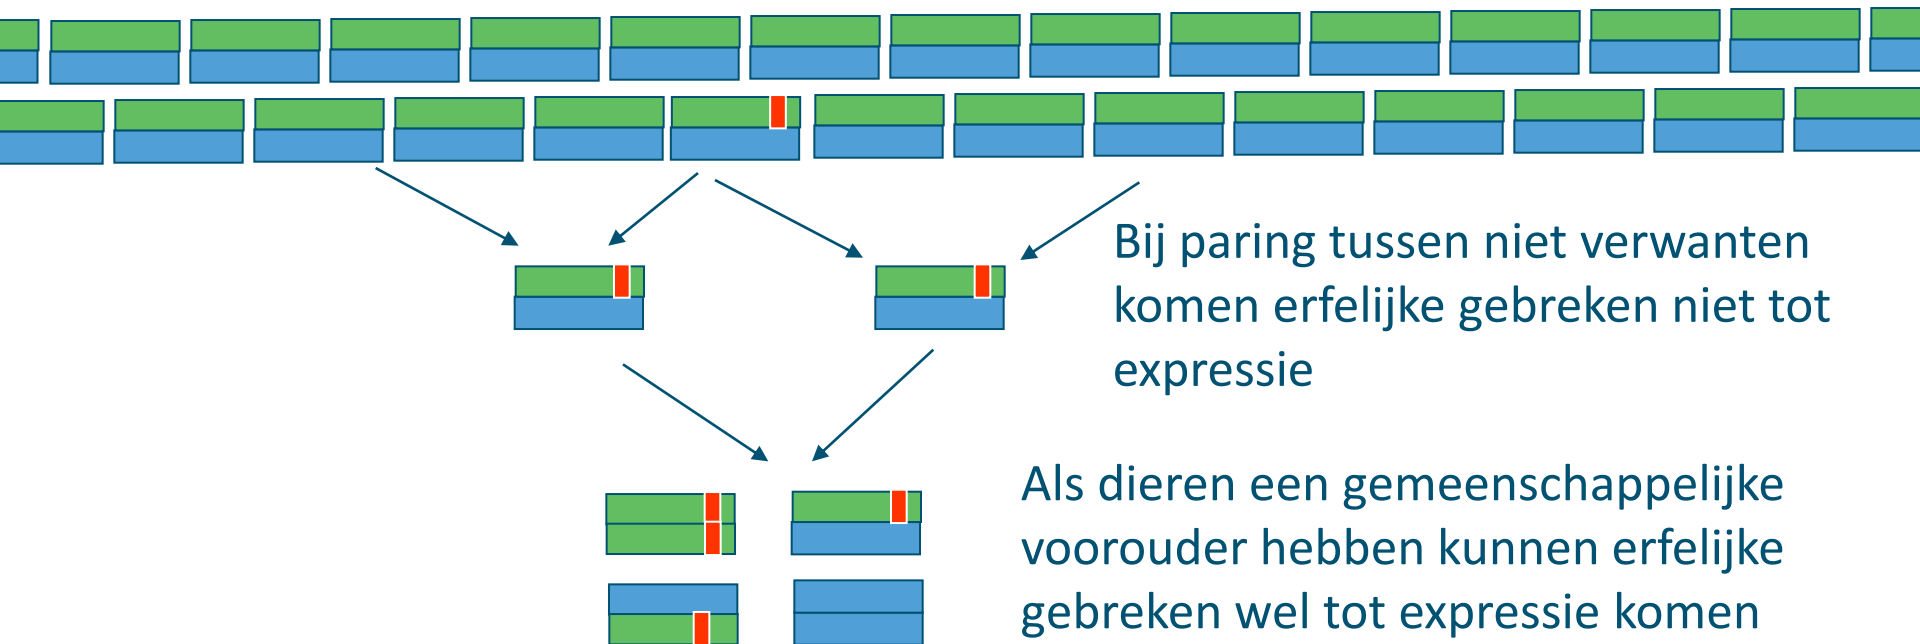 Bij paring tussen niet verwanten
komen erfelijke gebreken niet tot
expressie
Als dieren een gemeenschappelijke
voorouder hebben kunnen erfelijke
gebreken wel tot expressie komen